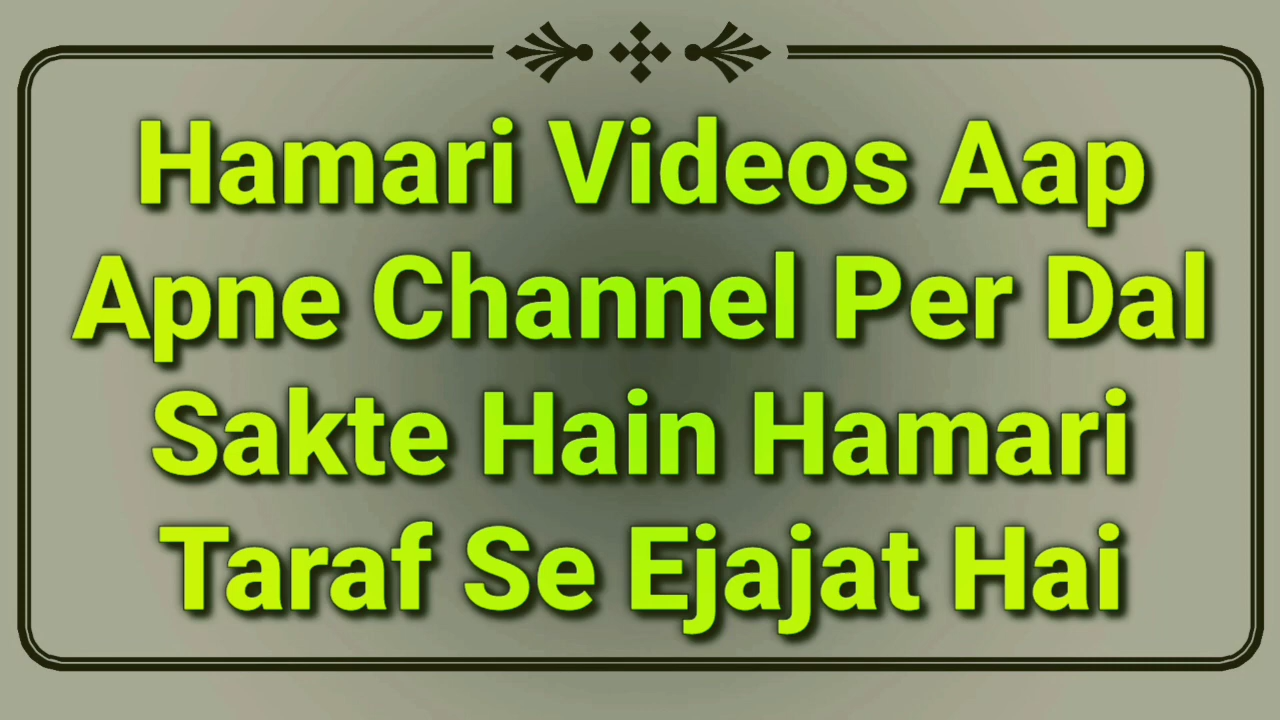 Hamari Videos Aap
Apne Channel Per Dal
Sakte Hain Hamari
Taraf Se Ejajat Hai